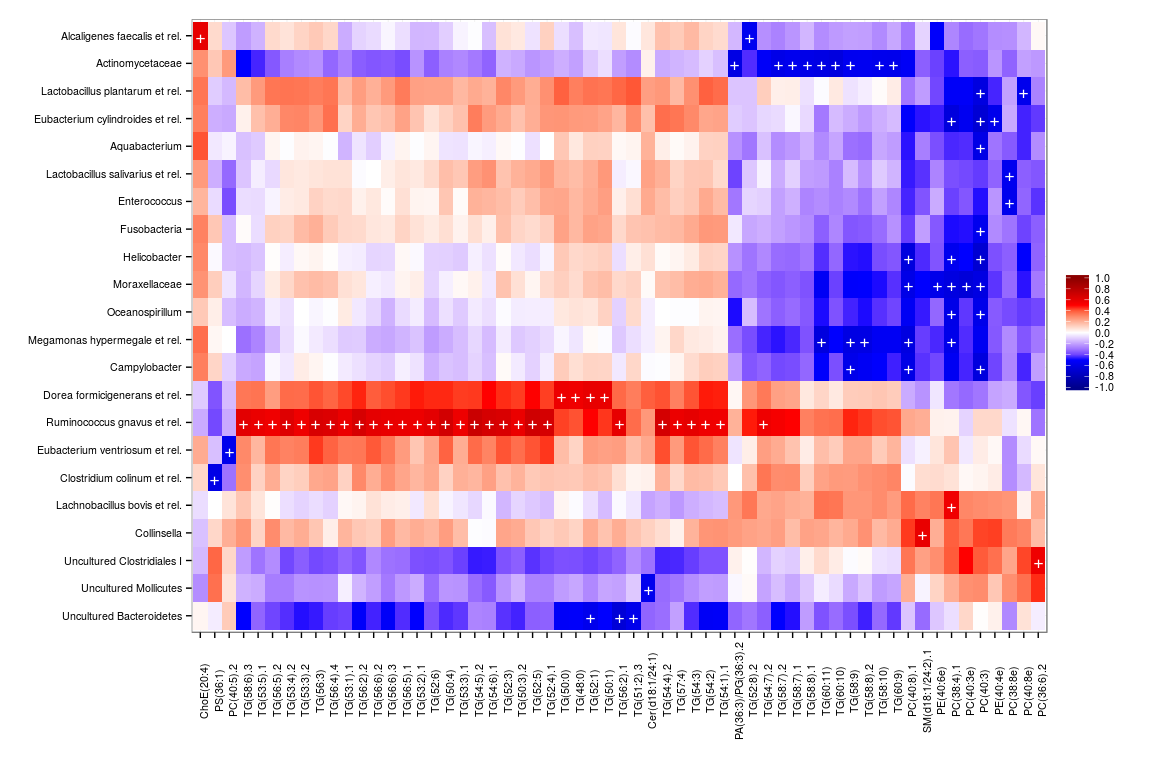 Alcaligenes faecalis et rel.
Actinomycetaceae
Lactobacillus plantarum et rel.
Eubacterium cylindroides et rel.
Aquabacterium
Lactobacillus salivarius et rel.
Enterococcus
Fusobacteria
Helicobacter
Moraxellaceae
Oceanospirillum
Megamonas hypermegale et rel.
Campylobacter
Dorea formicigenerans et rel.
Ruminococcus gnavus et rel.
Eubacterium ventriosum et rel.
Clostridium colinum et rel.
Lachnobacillus bovis et rel.
Collinsella
Uncultured Clostridiales I
Uncultured Mollicutes
Uncultured Bacteroidetes
1.0
0.8
0.6
0.4
0.2
0.0
-0.2
-0.4
-0.6
-0.8
-1.0
CholE(20:4)
PS(36:1)
PC(40:5).2
TG(58:6).3
TG(53:5).1
TG(56:5).2
TG(53:4).2
TG(53:3).2
TG(56:3)
TG(56:4).4
TG(53:1).1
TG(56:2).2
TG(56:6).2
TG(56:6).3
TG(56:5).1
TG(53:2).1
TG(52:6)
TG(50:4)
TG(53:3).1
TG(54:5).2
TG(54:6).1
TG(52:3)
TG(50:3).2
TG(52:5)
TG(52:4).1
TG(50:0)
TG(48:0)
TG(52:1)
TG(50:1)
TG(56:2).1
TG(51:2).3
Cer(d18:1/24:1)
TG(54:4).2
TG(57:4)
TG(54:3)
TG(54:2)
TG(54:1).1
PA(36:3)/PG(36:3).2
TG(52:8).2
TG(54:7).2
TG(58:7).2
TG(58:7).1
TG(58:8).1
TG(60:11)
TG(60:10)
TG(58:9)
TG(58:8).2
TG(58:10)
TG(60:9)
PC(40:8).1
SM(d18:1/24:2).1
PE(40:6e)
PC(38:4).1
PC(40:3e)
PC(40:3)
PE(40:4e)
PC(38:8e)
PC(40:8e)
PC(36:6).2